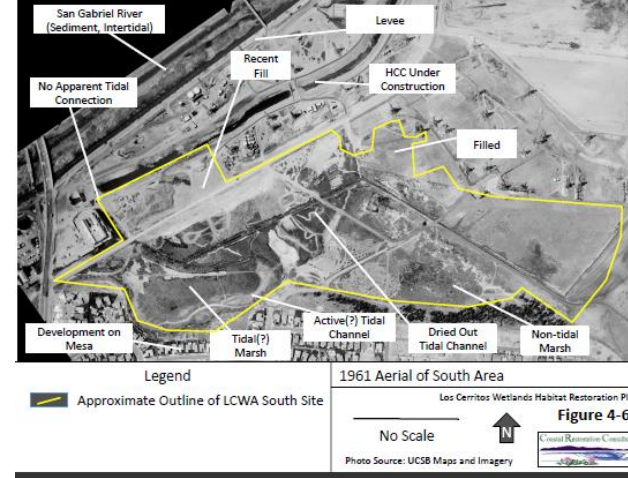 San Gabriel River
(Sediment, Intertidal)
Levee
Recent
Fill
HCC Under
Construction
No Apparent Tidal
Connection
Filled
Development on
Mesa
Tidal(?)
Marsh
Active(?) Tidal
Channel
Dried Out
Tidal Channel
Non-tidal
Marsh
Legend
Approximate Outline of LCWA South Site
1961 Aerial of South Area
Los Cerritos Wetlands Habitat Restoration Pl
Figure 4-6
No Scale
N
Photo Source: UCSB Maps and Imagery
Coastal Restoration